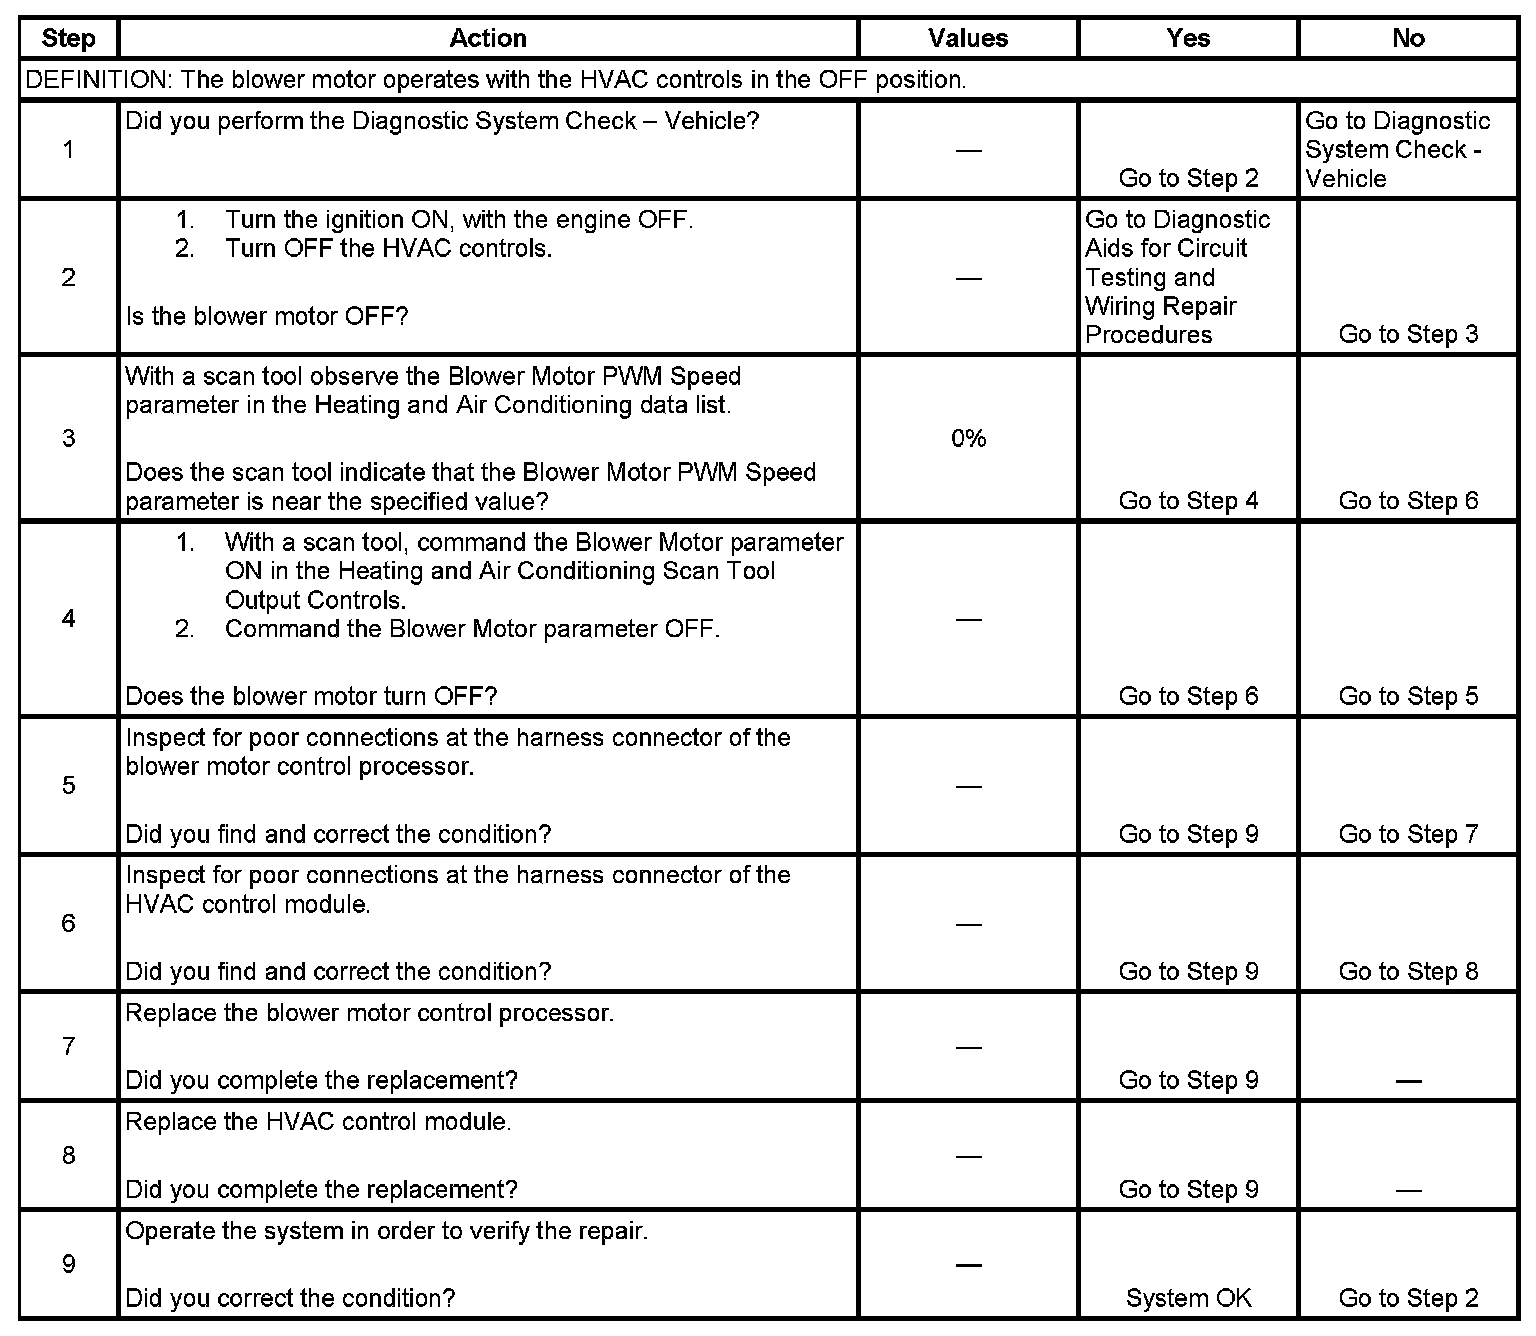 Step Action Values Yes No
DEFINITION: The blower motor operates with the HVAC controls in the OFF position.
1
Did you perform the Diagnostic System Check – Vehicle?
—
Go to Step 2
Go to Diagnostic
System Check -
Vehicle
2
1. Turn the ignition ON, with the engine OFF.
2. Turn OFF the HVAC controls.
Is the blower motor OFF?
—
Go to Diagnostic
Aids for Circuit
Testing and
Wiring Repair
Procedures
Go to Step 3
3
With a scan tool observe the Blower Motor PWM Speed
parameter in the Heating and Air Conditioning data list.
Does the scan tool indicate that the Blower Motor PWM Speed
parameter is near the specified value?
0%
Go to Step 4
Go to Step 6
4
1. With a scan tool, command the Blower Motor parameter
ON in the Heating and Air Conditioning Scan Tool
Output Controls.
2. Command the Blower Motor parameter OFF.
Does the blower motor turn OFF?
—
Go to Step 6
Go to Step 5
5
Inspect for poor connections at the harness connector of the
blower motor control processor.
Did you find and correct the condition?
—
Go to Step 9
Go to Step 7
6
Inspect for poor connections at the harness connector of the
HVAC control module.
Did you find and correct the condition?
—
Go to Step 9
Go to Step 8
7
Replace the blower motor control processor.
Did you complete the replacement?
—
Go to Step 9
—
8
Replace the HVAC control module.
Did you complete the replacement?
—
Go to Step 9
—
9
Operate the system in order to verify the repair.
Did you correct the condition?
—
System OK
Go to Step 2